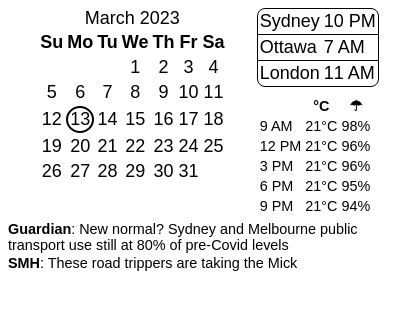 March 2023
Su Mo Tu We Th Fr Sa
1 2 3 4
5 6 7 8 9 10 11
12 13 14 15 16 17 18
19 20 21 22 23 24 25
26 27 28 29 30 31
Sydney 10 PM
Ottawa 7 AM
London 11 AM
°C ☂
9 AM 21°C 98%
12 PM 21°C 96%
3 PM 21°C 96%
6 PM 21°C 95%
9 PM 21°C 94%
Guardian: New normal? Sydney and Melbourne public
transport use still at 80% of pre-Covid levels
SMH: These road trippers are taking the Mick